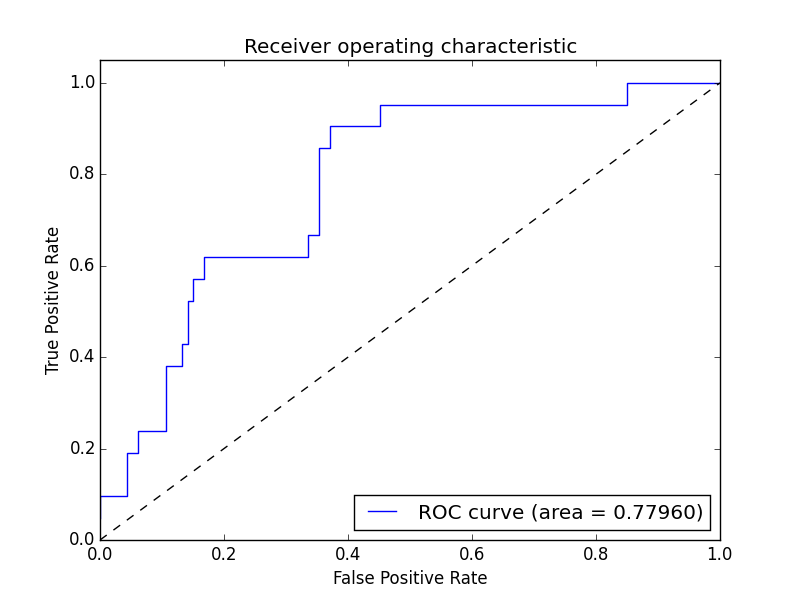 Receiver operating characteristic
1.0
0.8
0.6
0.4
0.2
0.0
True Positive Rate
ROC curve (area = 0.77960)
0.0 0.2 0.4 0.6 0.8 1.0
False Positive Rate